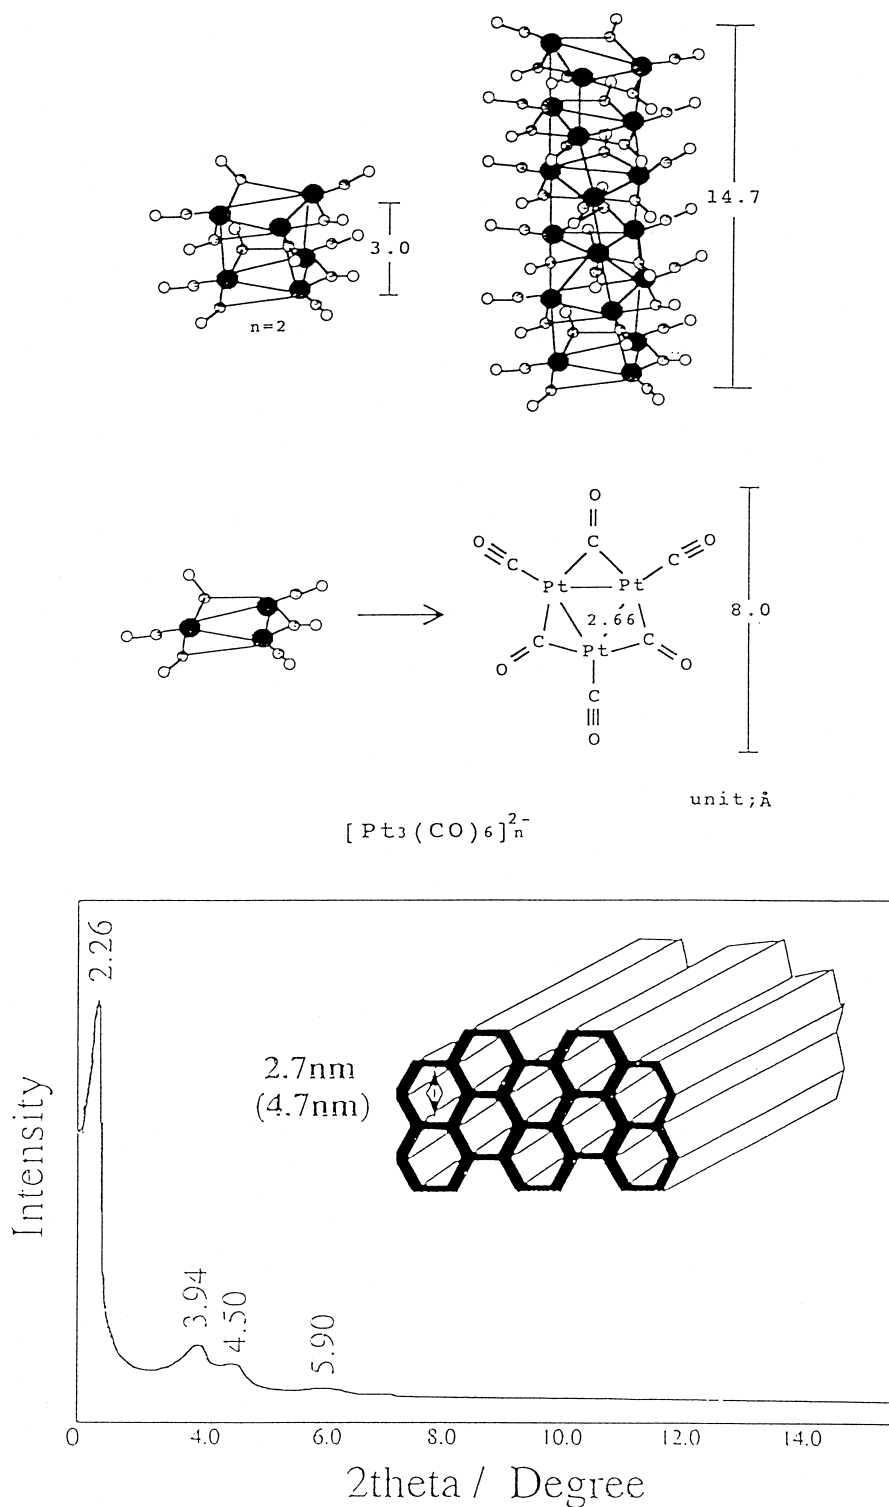 14.7
3.0
n=2
O
C
O C C O
Pt Pt
2.66
8.0
C C
O Pt O
C
O
unit;Å
[Pt3(CO)6]n2-
2.26
2.7nm
(4.7nm)
Intensity
3.94
4.50
5.90
0 4.0 6.0 8.0 10.0 12.0 14.0
2theta / Degree